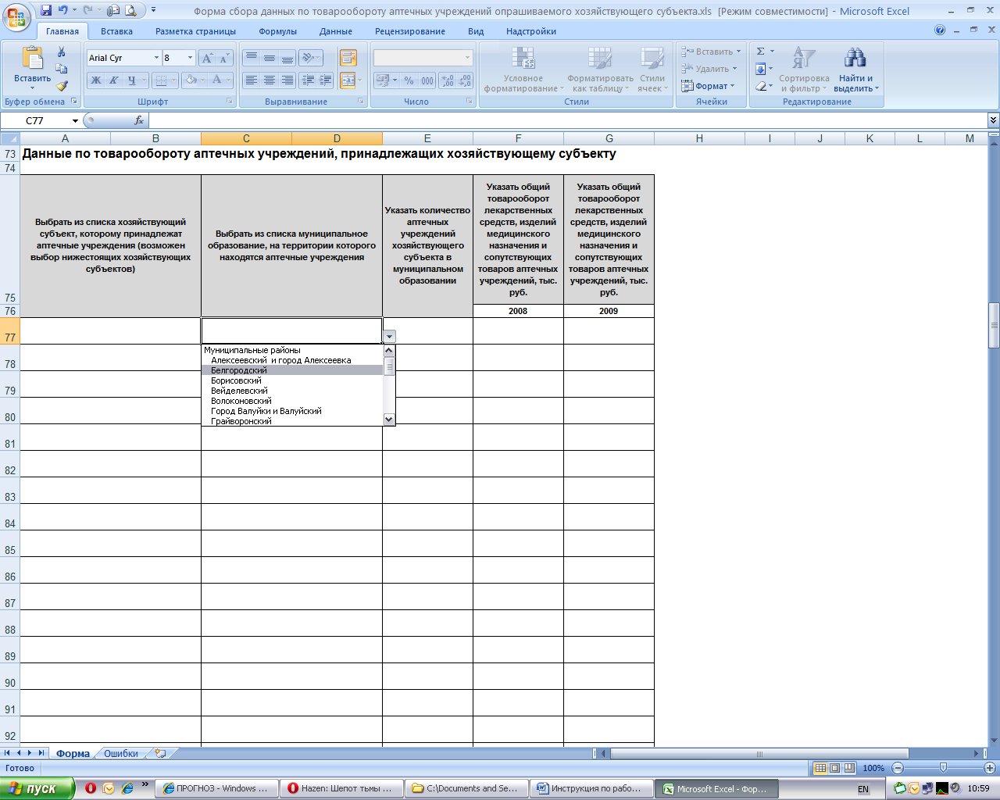 Форма сбора данных по товарообороту аптечных учреждений опрашиваемого хозяйствующего субъекта.xls [Режим совместимости] - Microsoft Excel
Главная Вставка Разметка страницы Формулы Данные Рецензирование Вид Надстройки
Вставить
Буфер обмена
Arial Cyr 8
Ж К Ч
Шрифт
Выравнивание
% 000
Число
Условное форматирование
Форматировать как таблицу
Стили ячеек
Стили
Вставить
Удалить
Формат
Ячейки
Σ
Сортировка и фильтр
Найти и выделить
Редактирование
C77 fx
A B C D E F G H I J K L M
73 Данные по товарообороту аптечных учреждений, принадлежащих хозяйствующему субъекту
74
Выбрать из списка хозяйствующий
субъект, которому принадлежат
аптечные учреждения (возможен
выбор нижестоящих хозяйствующих
субъектов)
Выбрать из списка муниципальное
образование, на территории которого
находятся аптечные учреждения
Указать количество
аптечных
учреждений
хозяйствующего
субъекта в
муниципальном
образовании
Указать общий
товарооборот
лекарственных
средств, изделий
медицинского
назначения и
сопутствующих
товаров аптечных
учреждений, тыс.
руб.
Указать общий
товарооборот
лекарственных
средств, изделий
медицинского
назначения и
сопутствующих
товаров аптечных
учреждений, тыс.
руб.
75
76 2008 2009
77
Муниципальные районы
Алексеевский и город Алексеевка
Белгородский
Борисовский
Вейделевский
Волоконовский
Город Валуйки и Валуйский
Грайворонский
78
79
80
81
82
83
84
85
86
87
88
89
90
91
92
Форма Ошибки
Готово 100%
пуск » ПРОГНОЗ - Windows ... Hazen: Шепот тьмы ... C:\Documents and Se... Инструкция по рабо... Microsoft Excel - Фор... EN 10:59